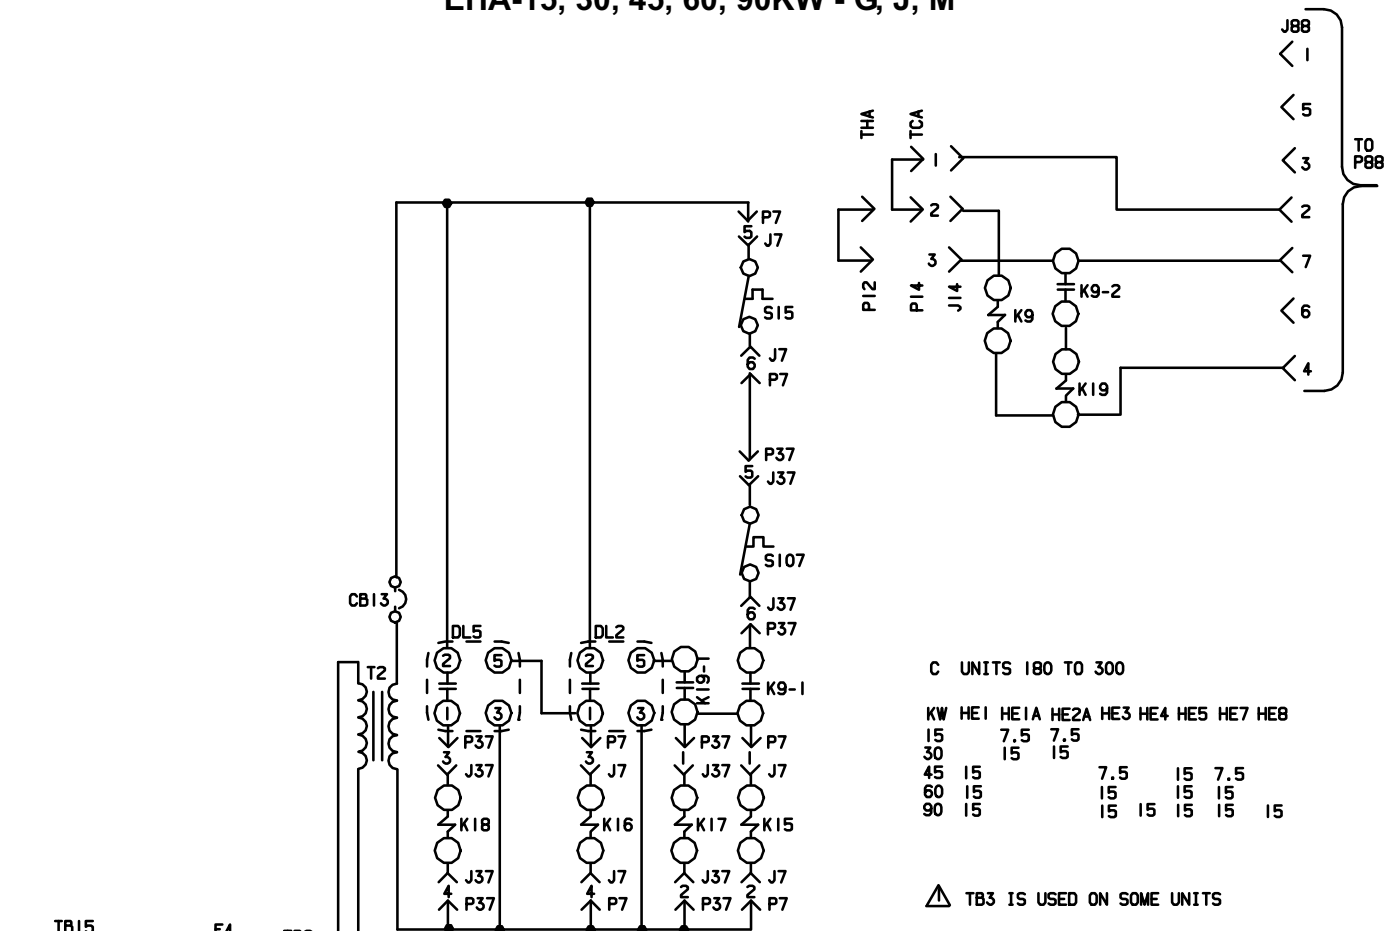 EHA-15, 30, 45, 60, 90KW - G, J, M
J88
1
5
3
2
7
6
4
TO
P88
THA
TCA
1
2
3
P12
P14
J14
K9
K9-2
K19
P7
5
J7
S15
J7
6
P7
P37
5
J37
S107
J37
6
P37
CB13
T2
DL5
2
5
1
3
DL2
2
5
1
3
K19-1
K9-1
P37
3
J37
P7
3
J7
P37
1
J37
P7
1
J7
K18
K16
K17
K15
J37
4
P37
J7
4
P7
J37
2
P37
J7
2
P7
C UNITS 180 TO 300
KW HE1 HE1A HE2A HE3 HE4 HE5 HE7 HE8
15 7.5 7.5
30 15 15
45 15 7.5 15 7.5
60 15 15 15 15
90 15 15 15 15 15 15
! TB3 IS USED ON SOME UNITS
TB15